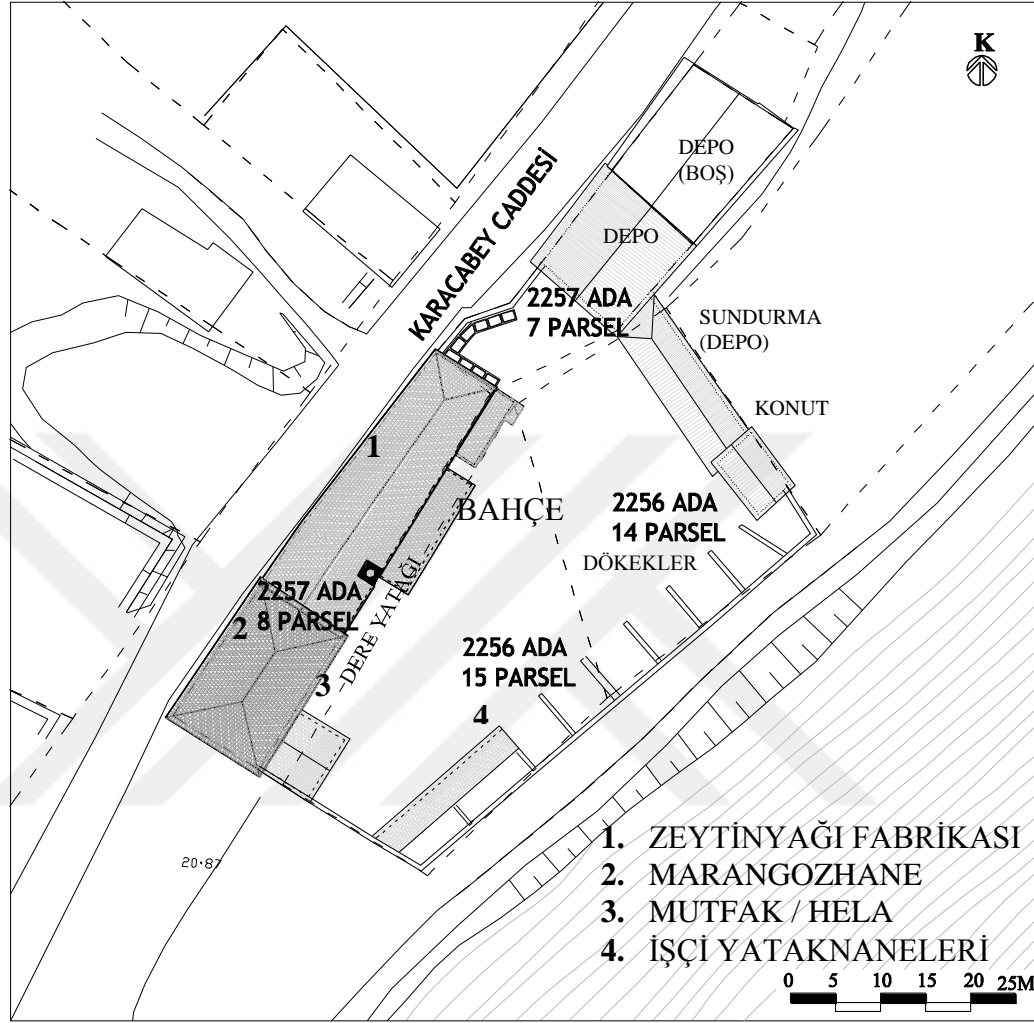 K
DEPO
(BOŞ)
KARACABEY CADDESİ
DEPO
2257 ADA
7 PARSEL
SUNDURMA
(DEPO)
KONUT
1
BAHÇE
2256 ADA
14 PARSEL
DÖKEKLER
2257 ADA
8 PARSEL
2
DERE YATAĞI
3
2256 ADA
15 PARSEL
4
20.87
1. ZEYTİNYAĞI FABRİKASI
2. MARANGOZHANE
3. MUTFAK / HELA
4. İŞÇİ YATAKNANELERİ
0 5 10 15 20 25M